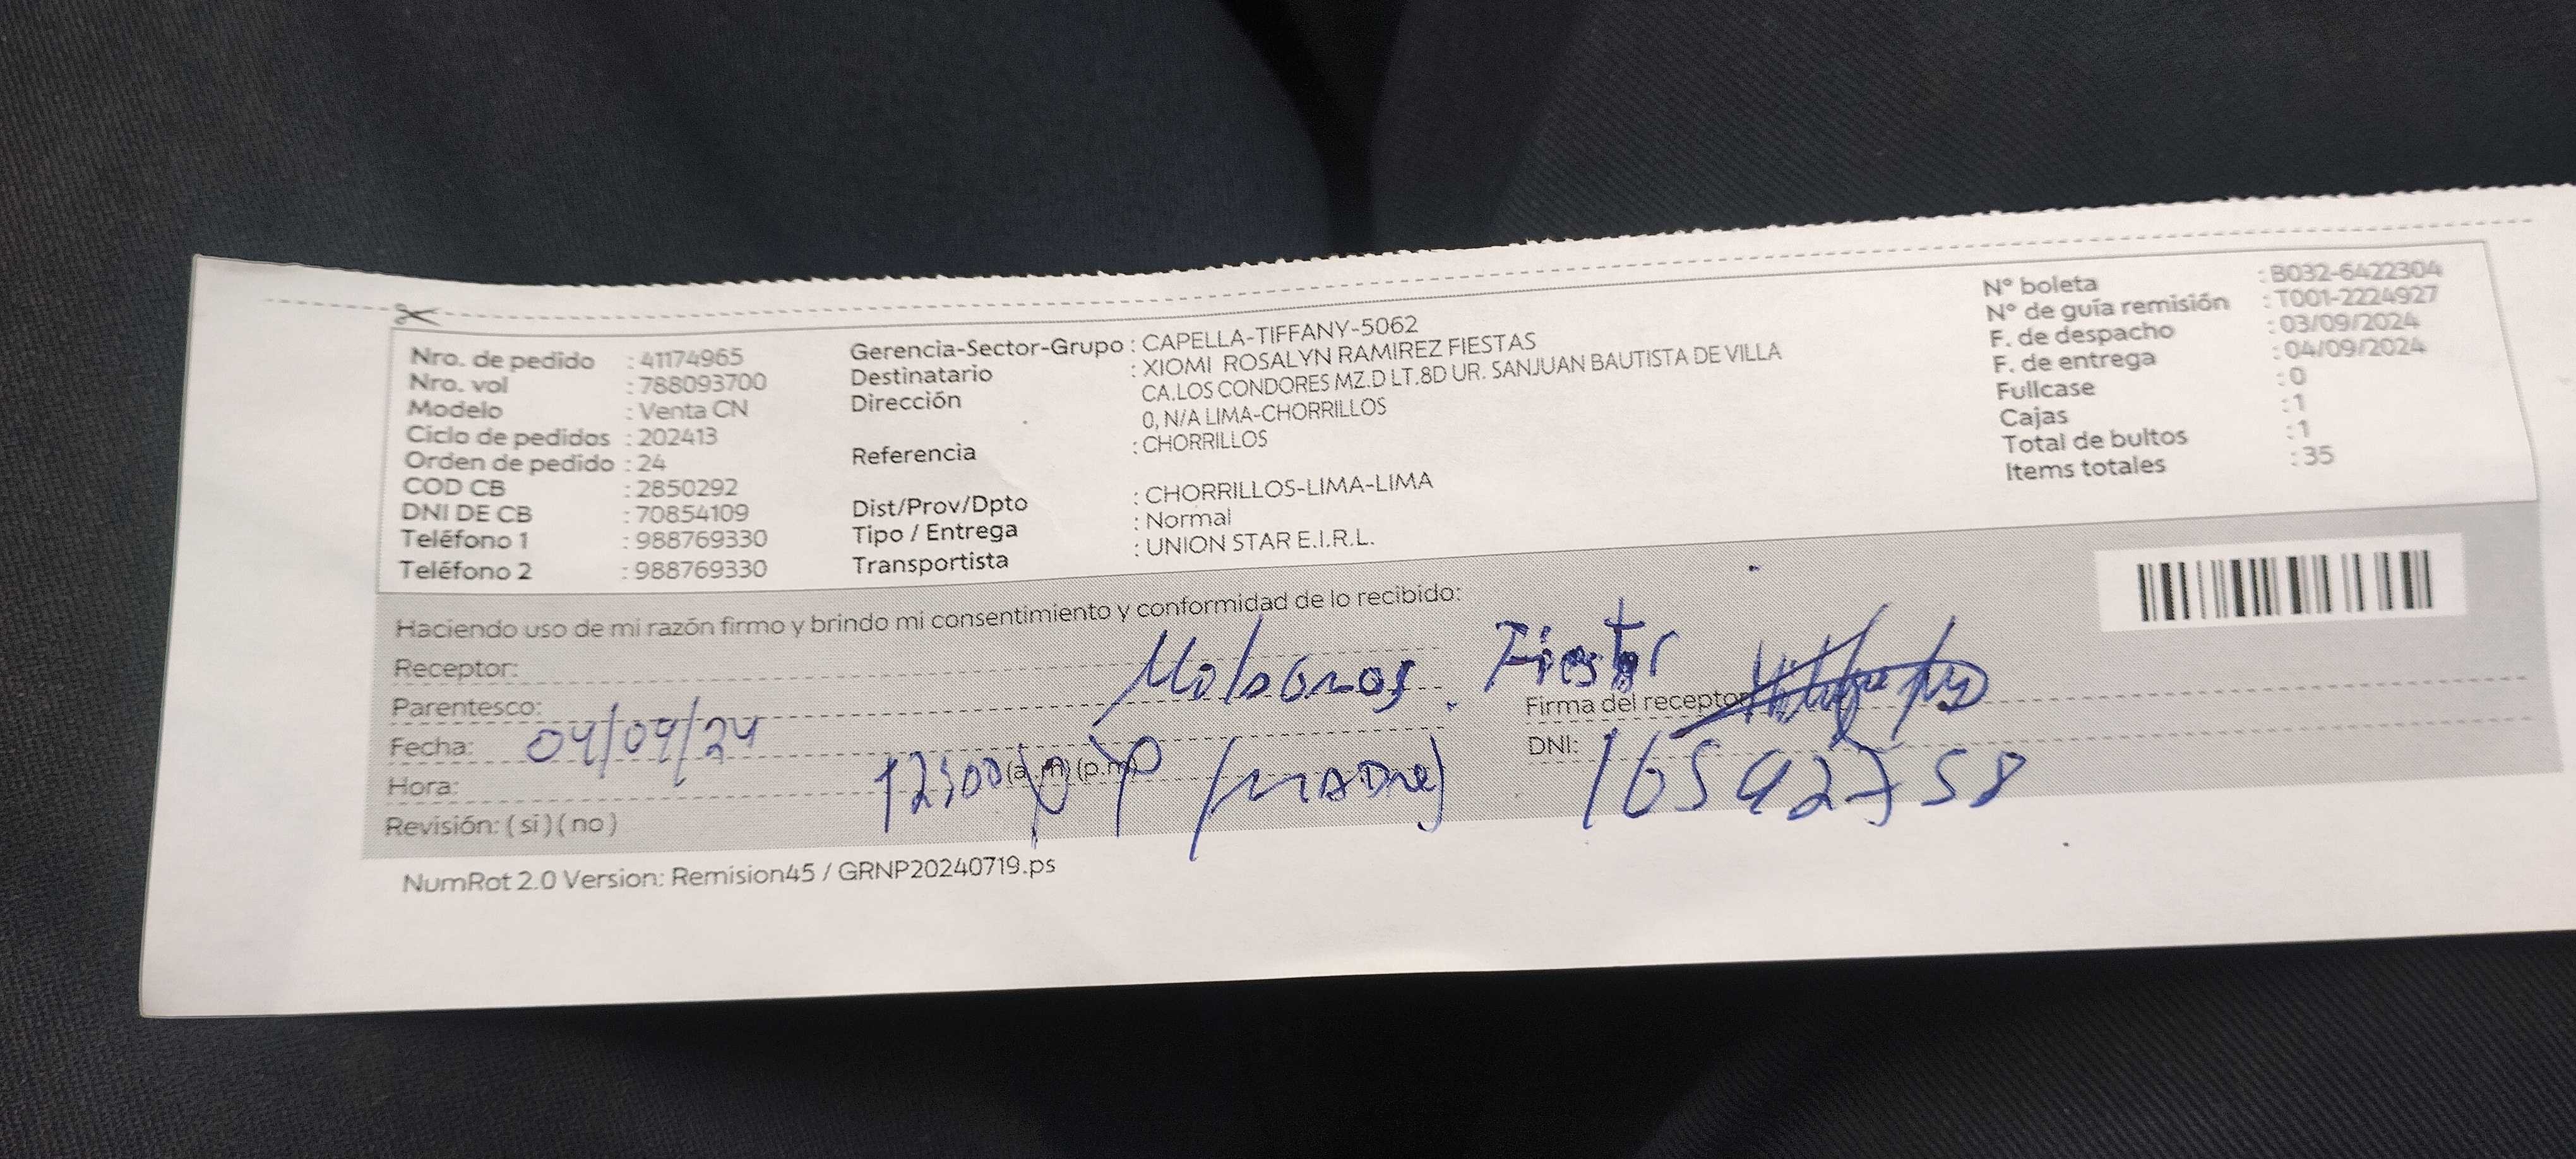 Nro. de pedido : 41174965
Nro. vol : 788093700
Modelo : Venta CN
Ciclo de pedidos : 202413
Orden de pedido : 24
COD CB : 2850292
DNI DE CB : 70854109
Teléfono 1 : 988769330
Teléfono 2 : 988769330
Gerencia-Sector-Grupo : CAPELLA-TIFFANY-5062
Destinatario : XIOMI ROSALYN RAMIREZ FIESTAS
Dirección CA.LOS CONDORES MZ.D LT.8D UR. SANJUAN BAUTISTA DE VILLA
0, N/A LIMA-CHORRILLOS
Referencia : CHORRILLOS
Dist/Prov/Dpto : CHORRILLOS-LIMA-LIMA
Tipo / Entrega : Normal
Transportista : UNION STAR E.I.R.L.
N° boleta : B032-6422304
N° de guía remisión : T001-2224927
F. de despacho : 03/09/2024
F. de entrega : 04/09/2024
Fullcase : 0
Cajas : 1
Total de bultos : 1
Items totales : 35
Haciendo uso de mi razón firmo y brindo mi consentimiento y conformidad de lo recibido:
Receptor:
Parentesco:
Fecha: 04/09/24
Hora: (a.m) (p.m)
Revisión: ( si ) ( no )
(madre)
Firma del receptor
DNI: 16592758
NumRot 2.0 Version: Remision45 / GRNP20240719.ps